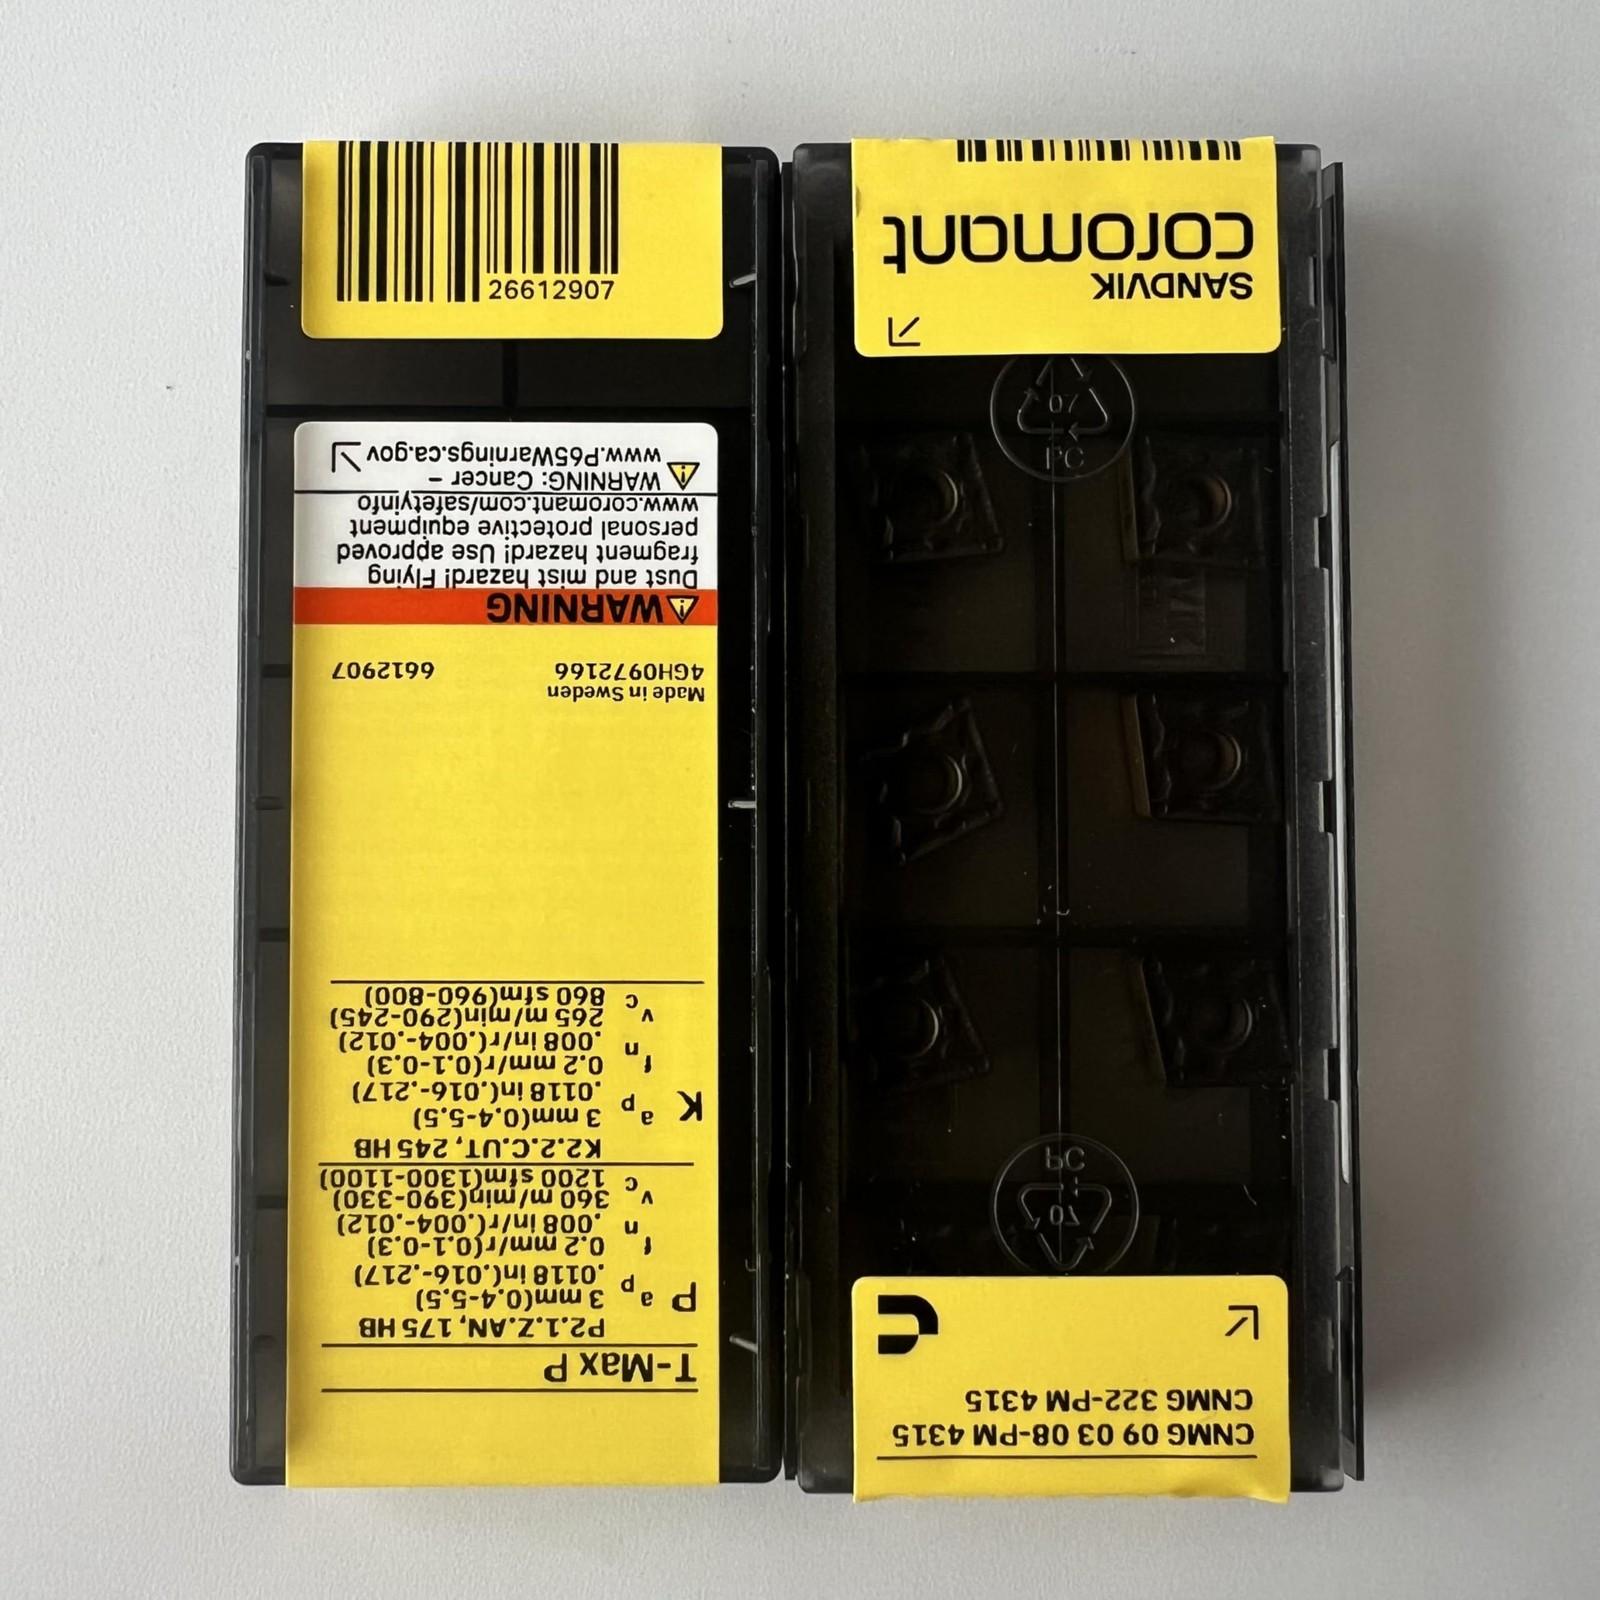 26612907
T-Max P
P2.1.Z.AN, 175 HB
P
ap 3 mm(0.4-5.5)
.0118 in(.016-.217)
fn 0.2 mm/r(0.1-0.3)
.008 in/r(.004-.012)
vc 360 m/min(390-330)
1200 sfm(1300-1100)
K2.2.C.UT, 245 HB
K
ap 3 mm(0.4-5.5)
.0118 in(.016-.217)
fn 0.2 mm/r(0.1-0.3)
.008 in/r(.004-.012)
vc 265 m/min(290-245)
860 sfm(960-800)
Made in Sweden
4GH0972166 6612907
WARNING
Dust and mist hazard! Flying
fragment hazard! Use approved
personal protective equipment
www.coromant.com/safetyinfo
WARNING: Cancer -
www.P65Warnings.ca.gov
CNMG 09 03 08-PM 4315
CNMG 322-PM 4315
07
PC
07
PC
SANDVIK
coromant